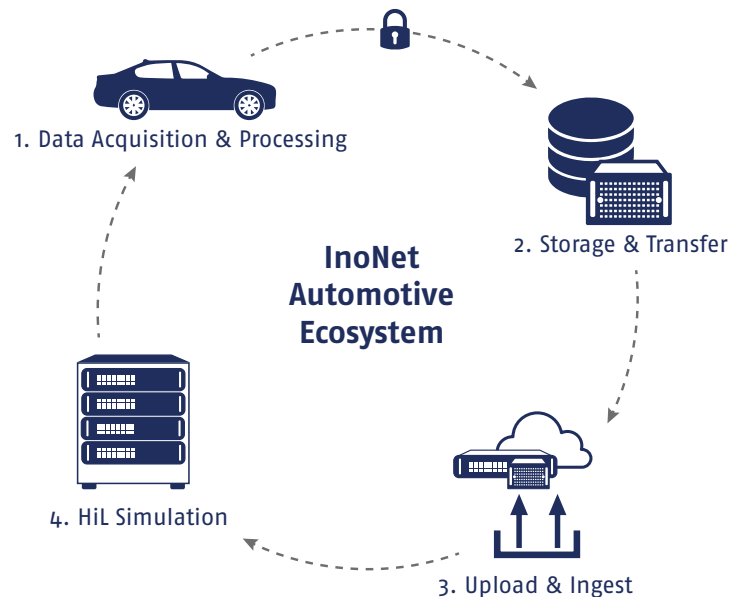 1. Data Acquisition & Processing
2. Storage & Transfer
InoNet
Automotive
Ecosystem
4. HiL Simulation
3. Upload & Ingest